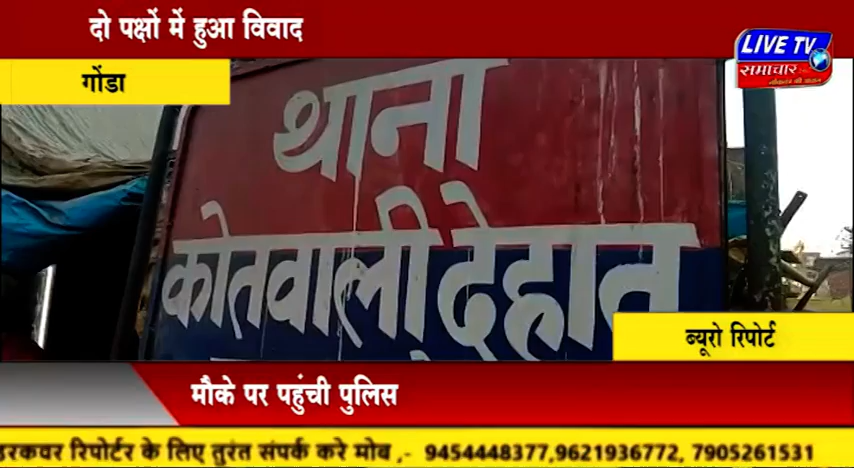 दो पक्षों में हुआ विवाद
LIVE TV
समाचार
गोंडा
थाना
कोतवाली देहात
ब्यूरो रिपोर्ट
मौके पर पहुंची पुलिस
रिपोर्टर के लिए तुरंत संपर्क करे मोब ,- 9454448377,9621936772, 7905261531